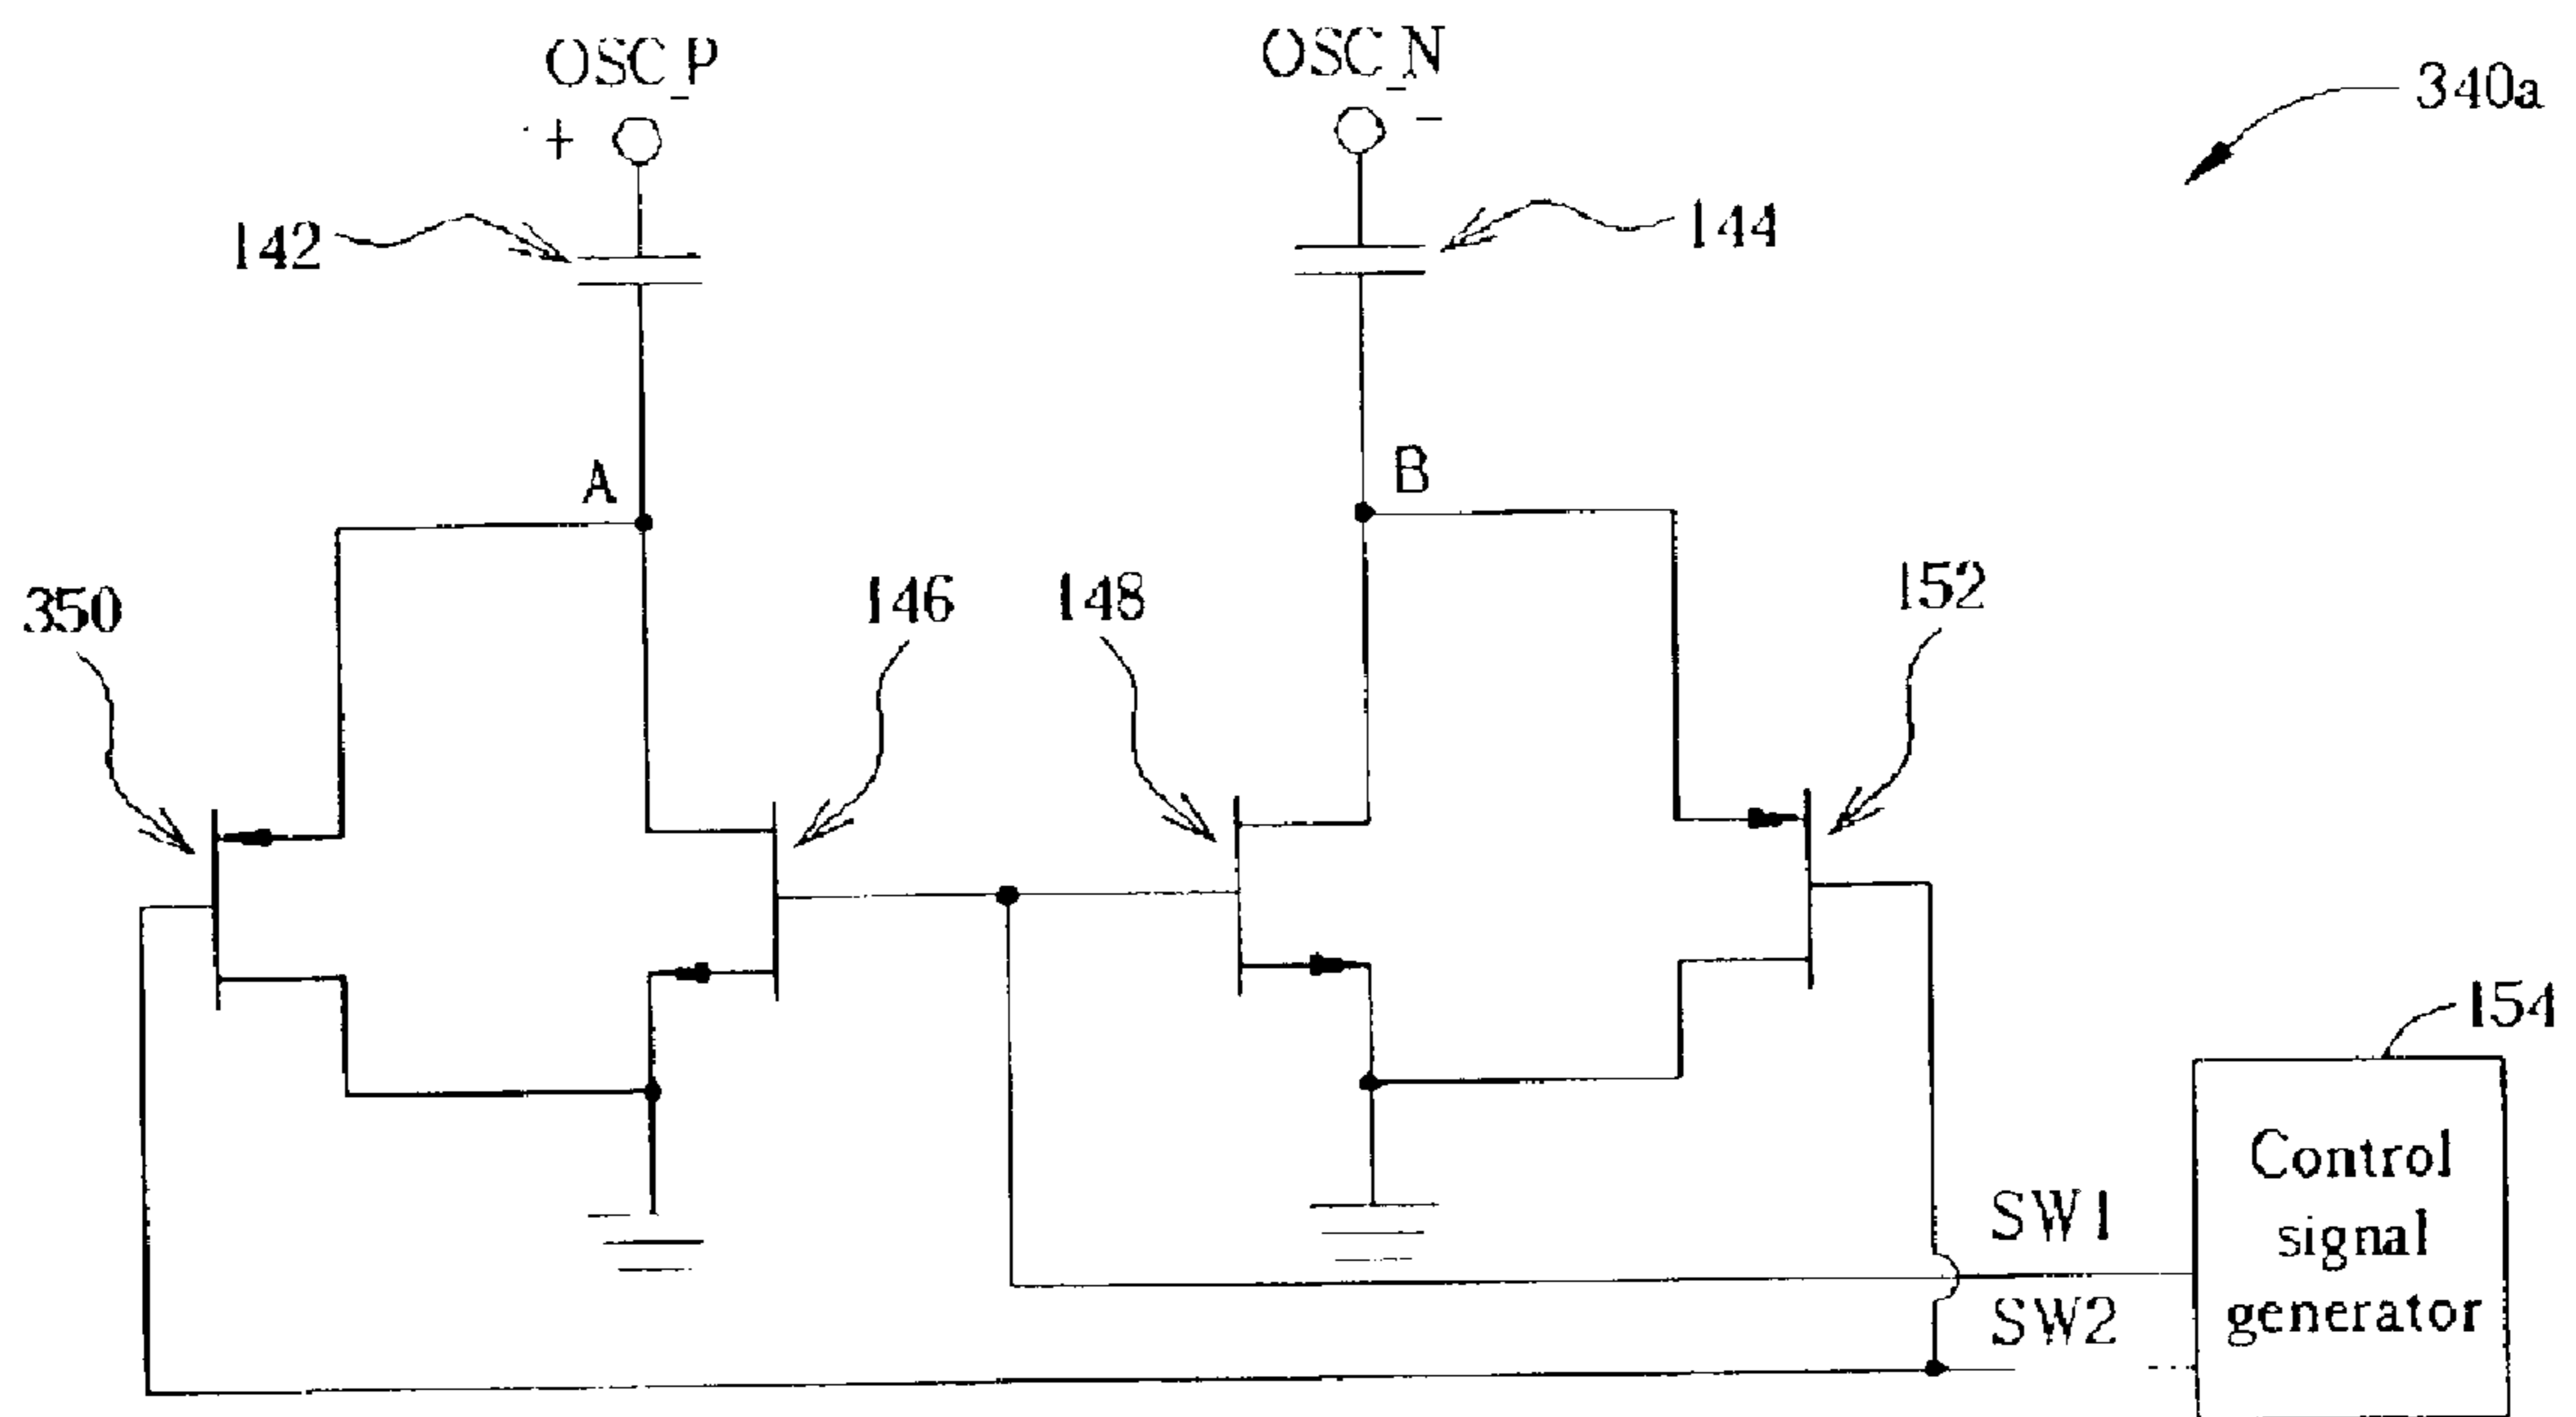 OSC_P
OSC_N
340a
+
-
142
144
A
B
350
146
148
152
154
Control
signal
generator
SW1
SW2